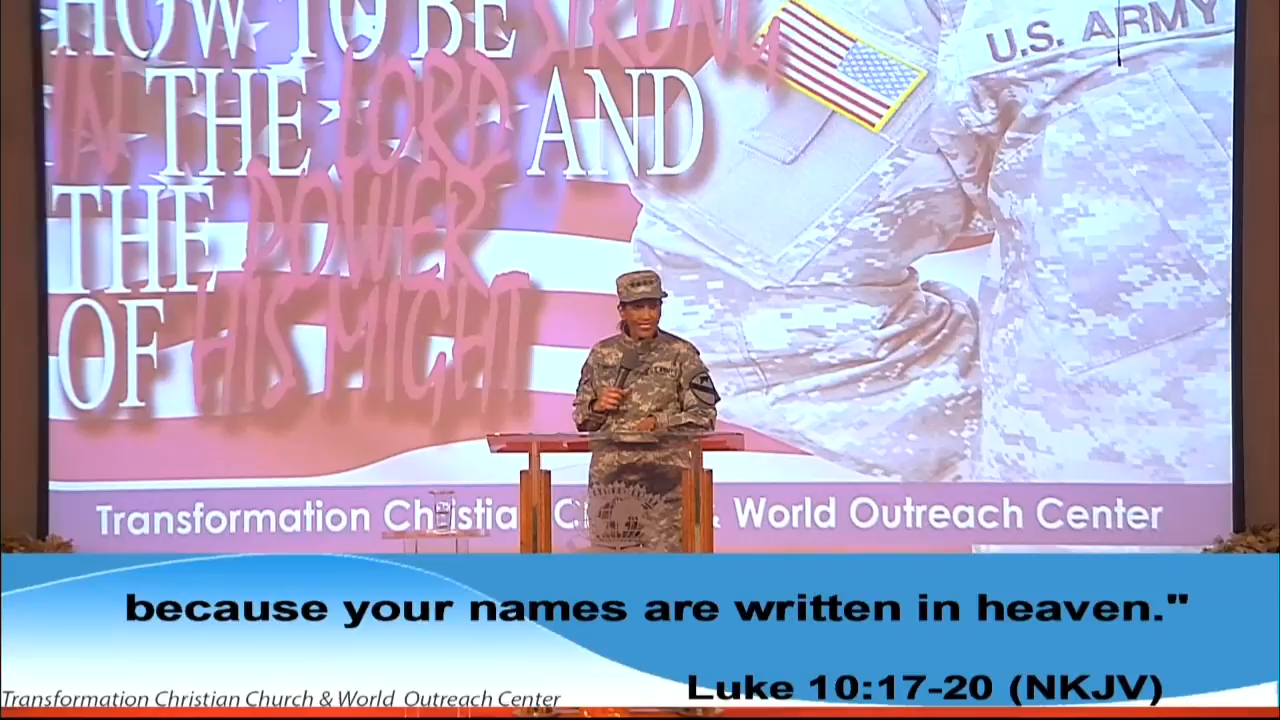 HOW TO BE STRONG
IN THE LORD AND
THE POWER
OF HIS MIGHT
U.S. ARMY
Transformation Christia & World Outreach Center
because your names are written in heaven."
Luke 10:17-20 (NKJV)
Transformation Christian Church & World Outreach Center